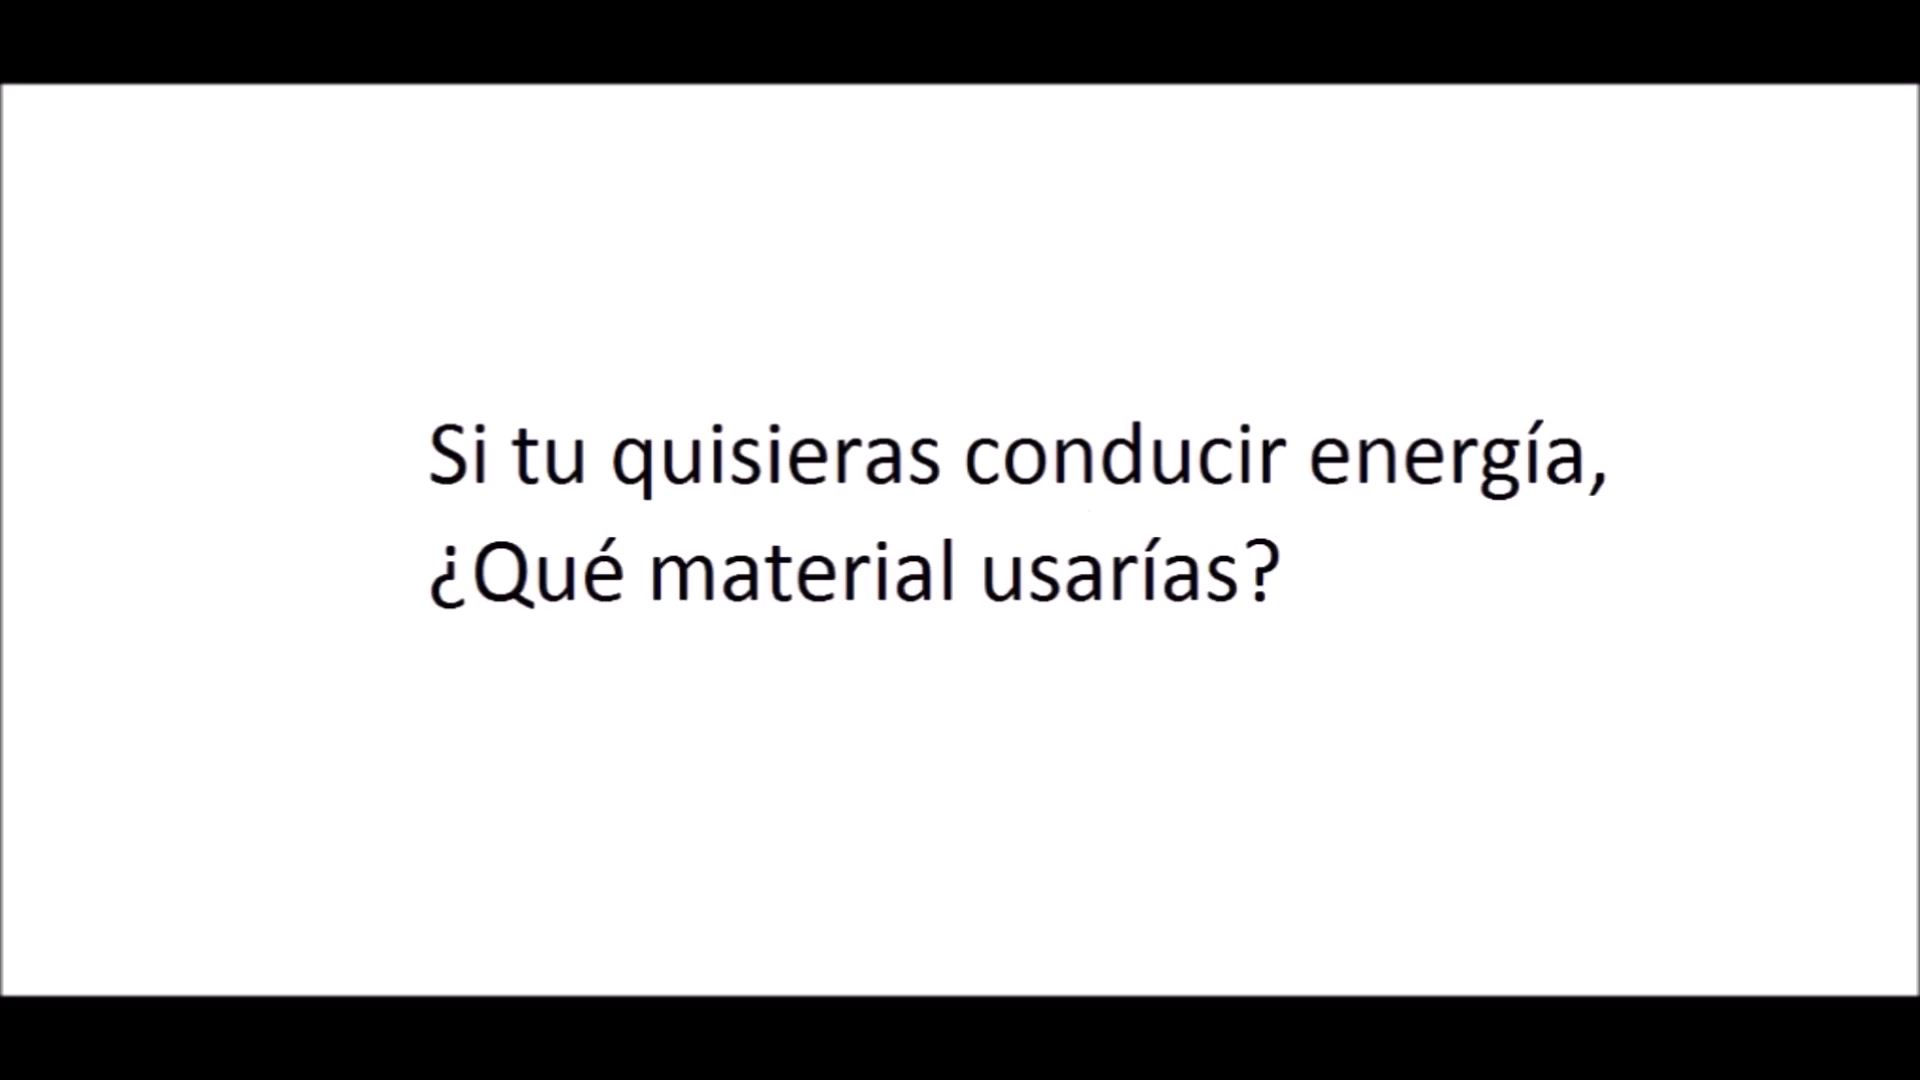 Si tu quisieras conducir energía,
¿Qué material usarías?